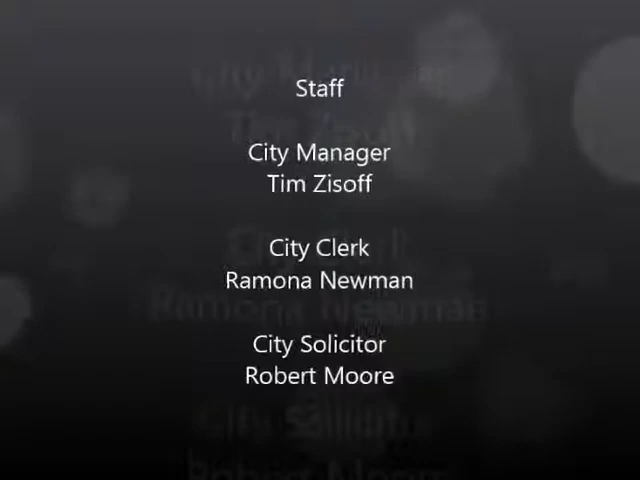 Staff
City Manager
Tim Zisoff
City Clerk
Ramona Newman
City Solicitor
Robert Moore